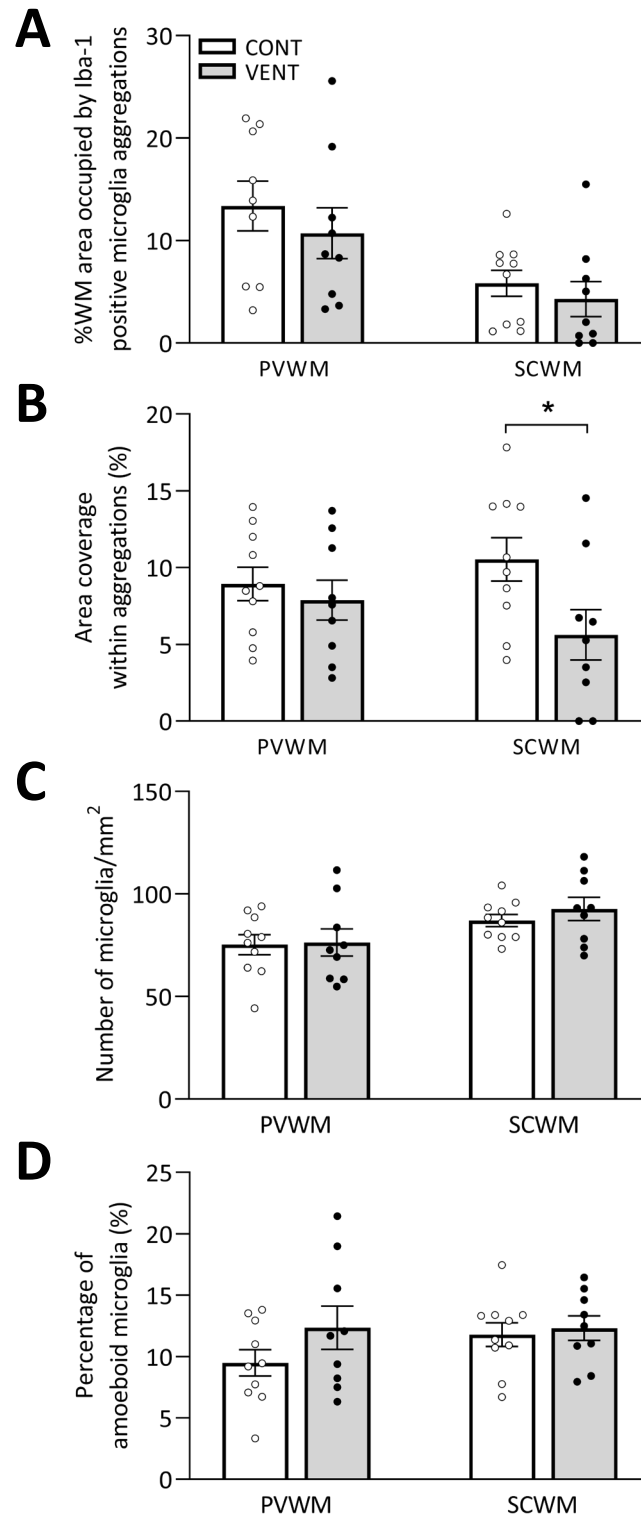 A
%WM area occupied by Iba-1
positive microglia aggregations
30
20
10
0
CONT
VENT
PVWM
SCWM
B
Area coverage
within aggregations (%)
20
15
10
5
0
*
PVWM
SCWM
C
Number of microglia/mm2
150
100
50
0
PVWM
SCWM
D
Percentage of
amoeboid microglia (%)
25
20
15
10
5
0
PVWM
SCWM